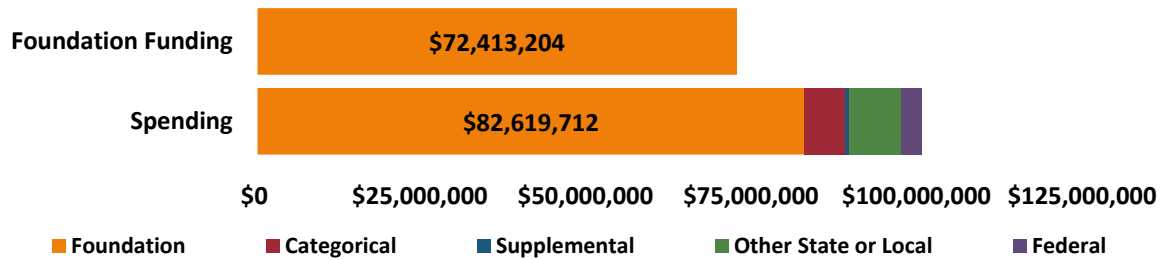 Foundation Funding
$72,413,204
Spending
$82,619,712
$0 $25,000,000 $50,000,000 $75,000,000 $100,000,000 $125,000,000
Foundation Categorical Supplemental Other State or Local Federal